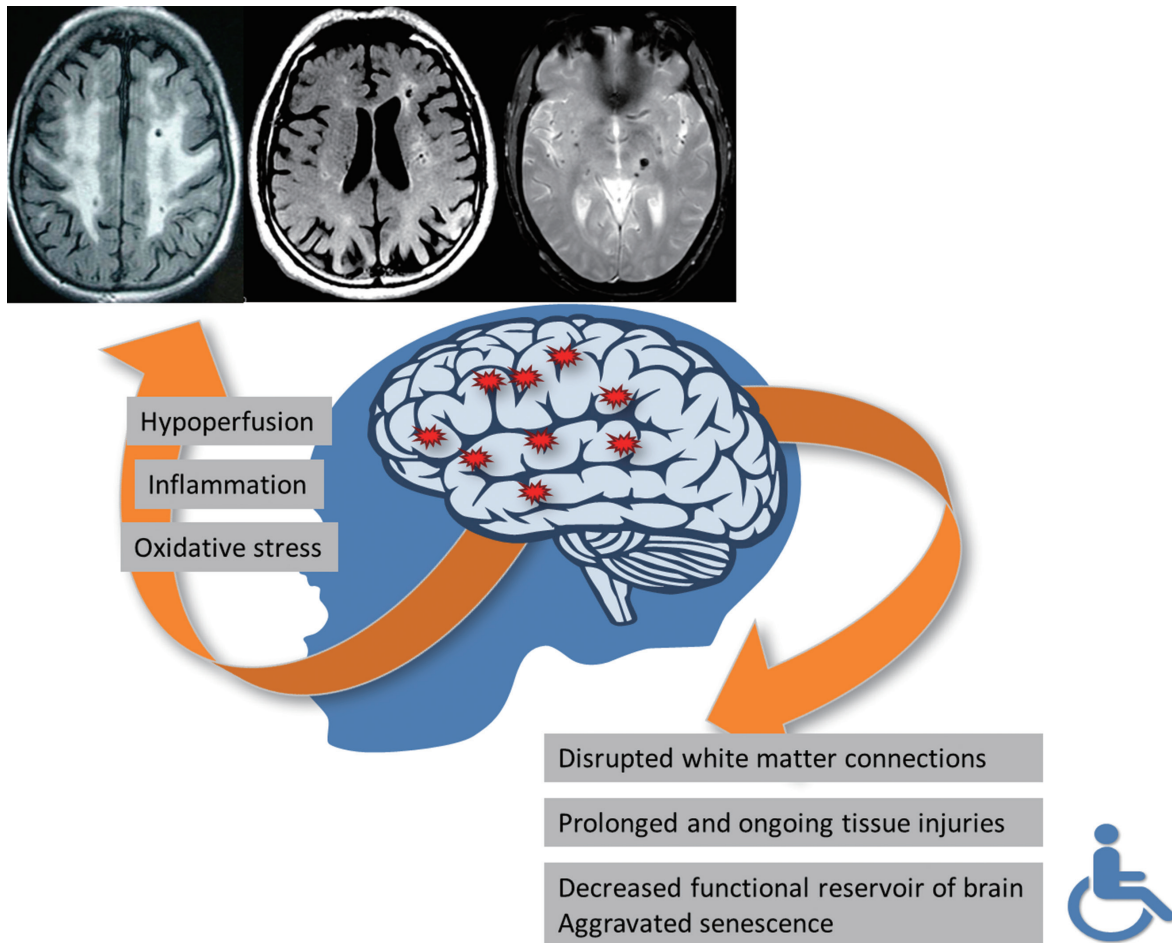 Hypoperfusion
Inflammation
Oxidative stress
Disrupted white matter connections
Prolonged and ongoing tissue injuries
Decreased functional reservoir of brain
Aggravated senescence